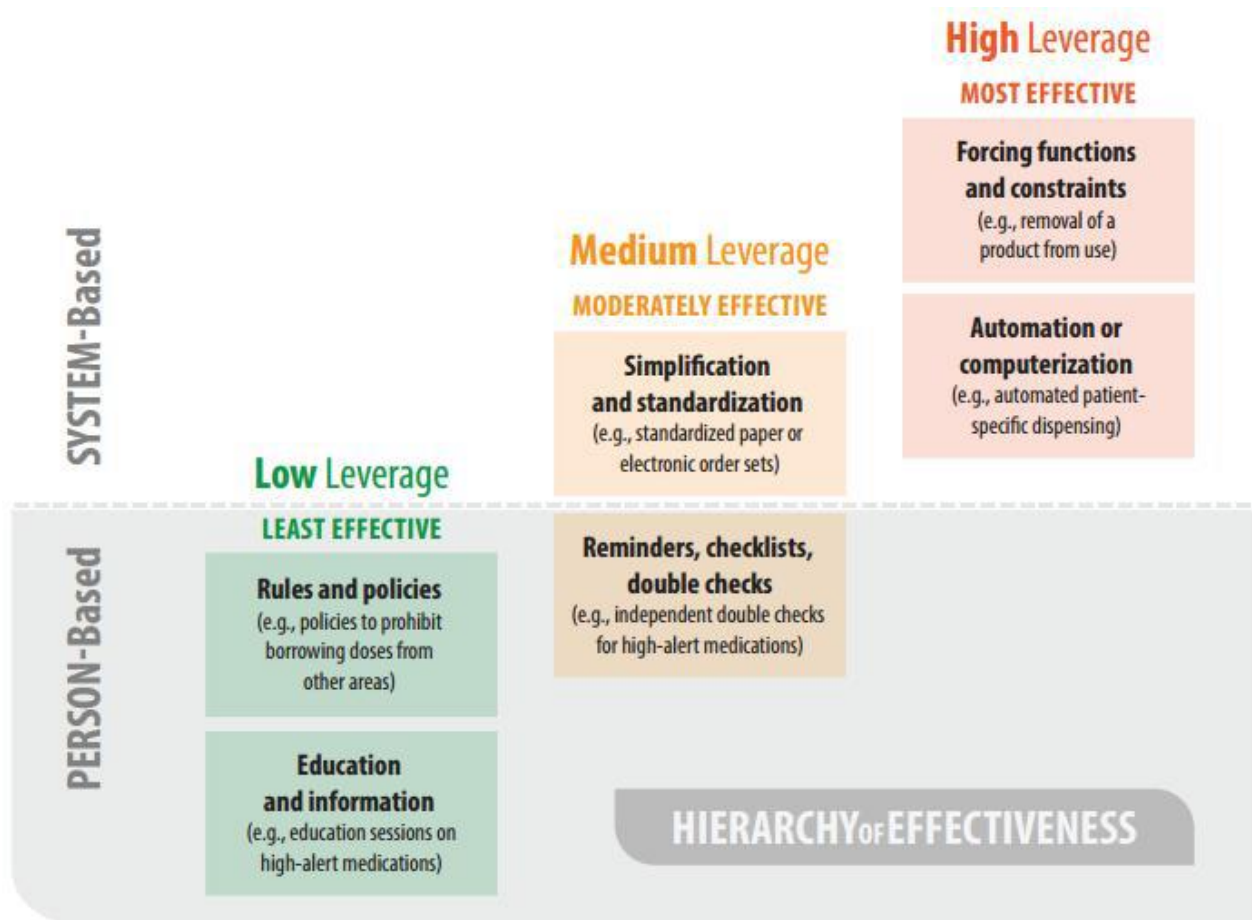 High Leverage
MOST EFFECTIVE
Forcing functions
and constraints
(e.g., removal of a
product from use)
Automation or
computerization
(e.g., automated patient-
specific dispensing)
SYSTEM-Based
Medium Leverage
MODERATELY EFFECTIVE
Simplification
and standardization
(e.g., standardized paper or
electronic order sets)
Reminders, checklists,
double checks
(e.g., independent double checks
for high-alert medications)
Low Leverage
LEAST EFFECTIVE
Rules and policies
(e.g., policies to prohibit
borrowing doses from
other areas)
Education
and information
(e.g., education sessions on
high-alert medications)
PERSON-Based
HIERARCHY OF EFFECTIVENESS